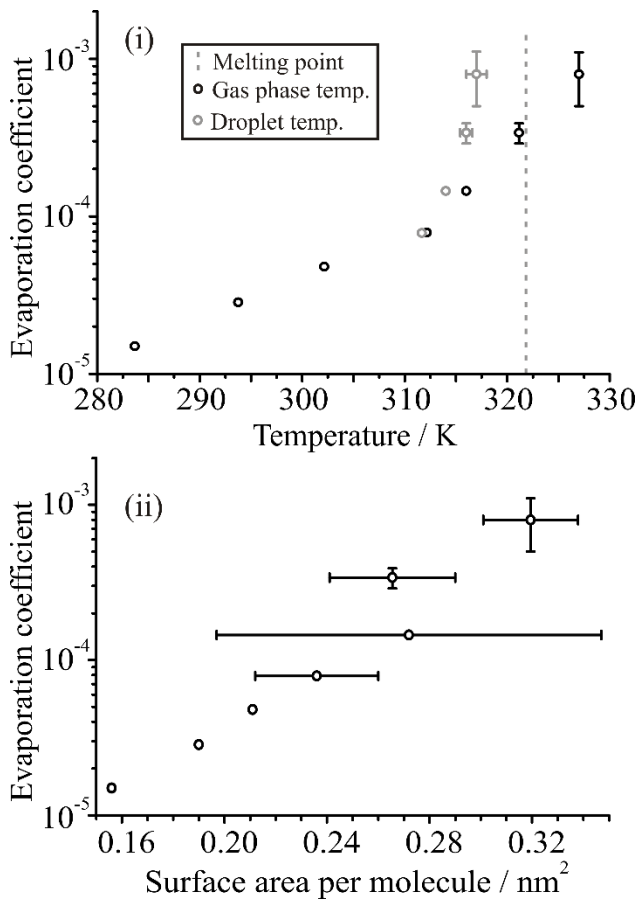 (i)
Melting point
Gas phase temp.
Droplet temp.
Evaporation coefficient
10⁻³
10⁻⁴
10⁻⁵
280 290 300 310 320 330
Temperature / K
(ii)
Evaporation coefficient
10⁻³
10⁻⁴
10⁻⁵
0.16 0.20 0.24 0.28 0.32
Surface area per molecule / nm²